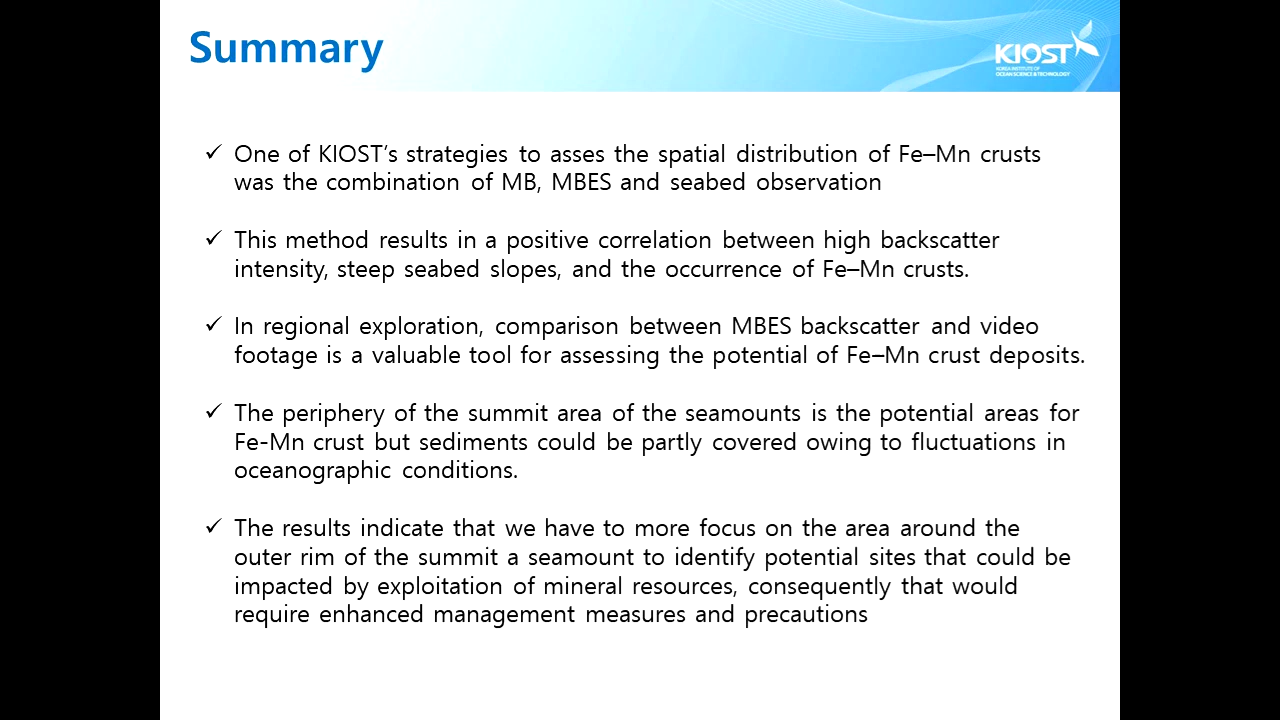 Summary
KIOST
KOREA INSTITUTE OF
OCEAN SCIENCE & TECHNOLOGY
✓ One of KIOST‘s strategies to asses the spatial distribution of Fe–Mn crusts
was the combination of MB, MBES and seabed observation
✓ This method results in a positive correlation between high backscatter
intensity, steep seabed slopes, and the occurrence of Fe–Mn crusts.
✓ In regional exploration, comparison between MBES backscatter and video
footage is a valuable tool for assessing the potential of Fe–Mn crust deposits.
✓ The periphery of the summit area of the seamounts is the potential areas for
Fe-Mn crust but sediments could be partly covered owing to fluctuations in
oceanographic conditions.
✓ The results indicate that we have to more focus on the area around the
outer rim of the summit a seamount to identify potential sites that could be
impacted by exploitation of mineral resources, consequently that would
require enhanced management measures and precautions